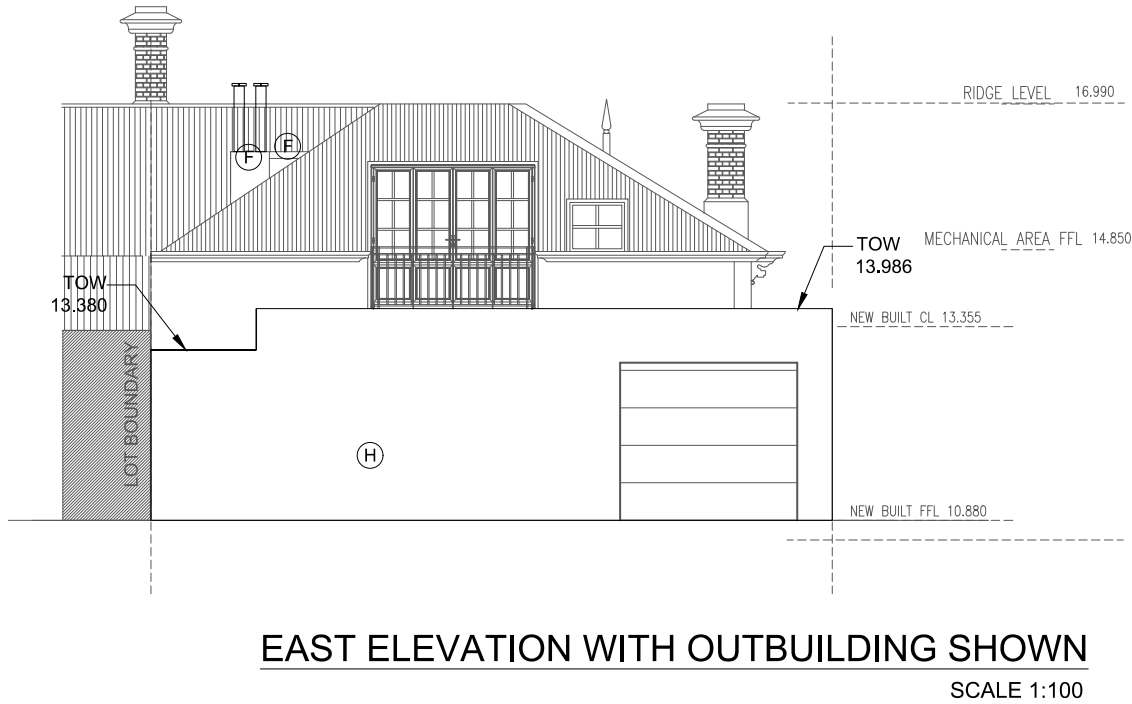 RIDGE LEVEL 16.990
F
F
TOW
13.986
MECHANICAL AREA FFL 14.850
TOW
13.380
NEW BUILT CL 13.355
LOT BOUNDARY
H
NEW BUILT FFL 10.880
EAST ELEVATION WITH OUTBUILDING SHOWN
SCALE 1:100